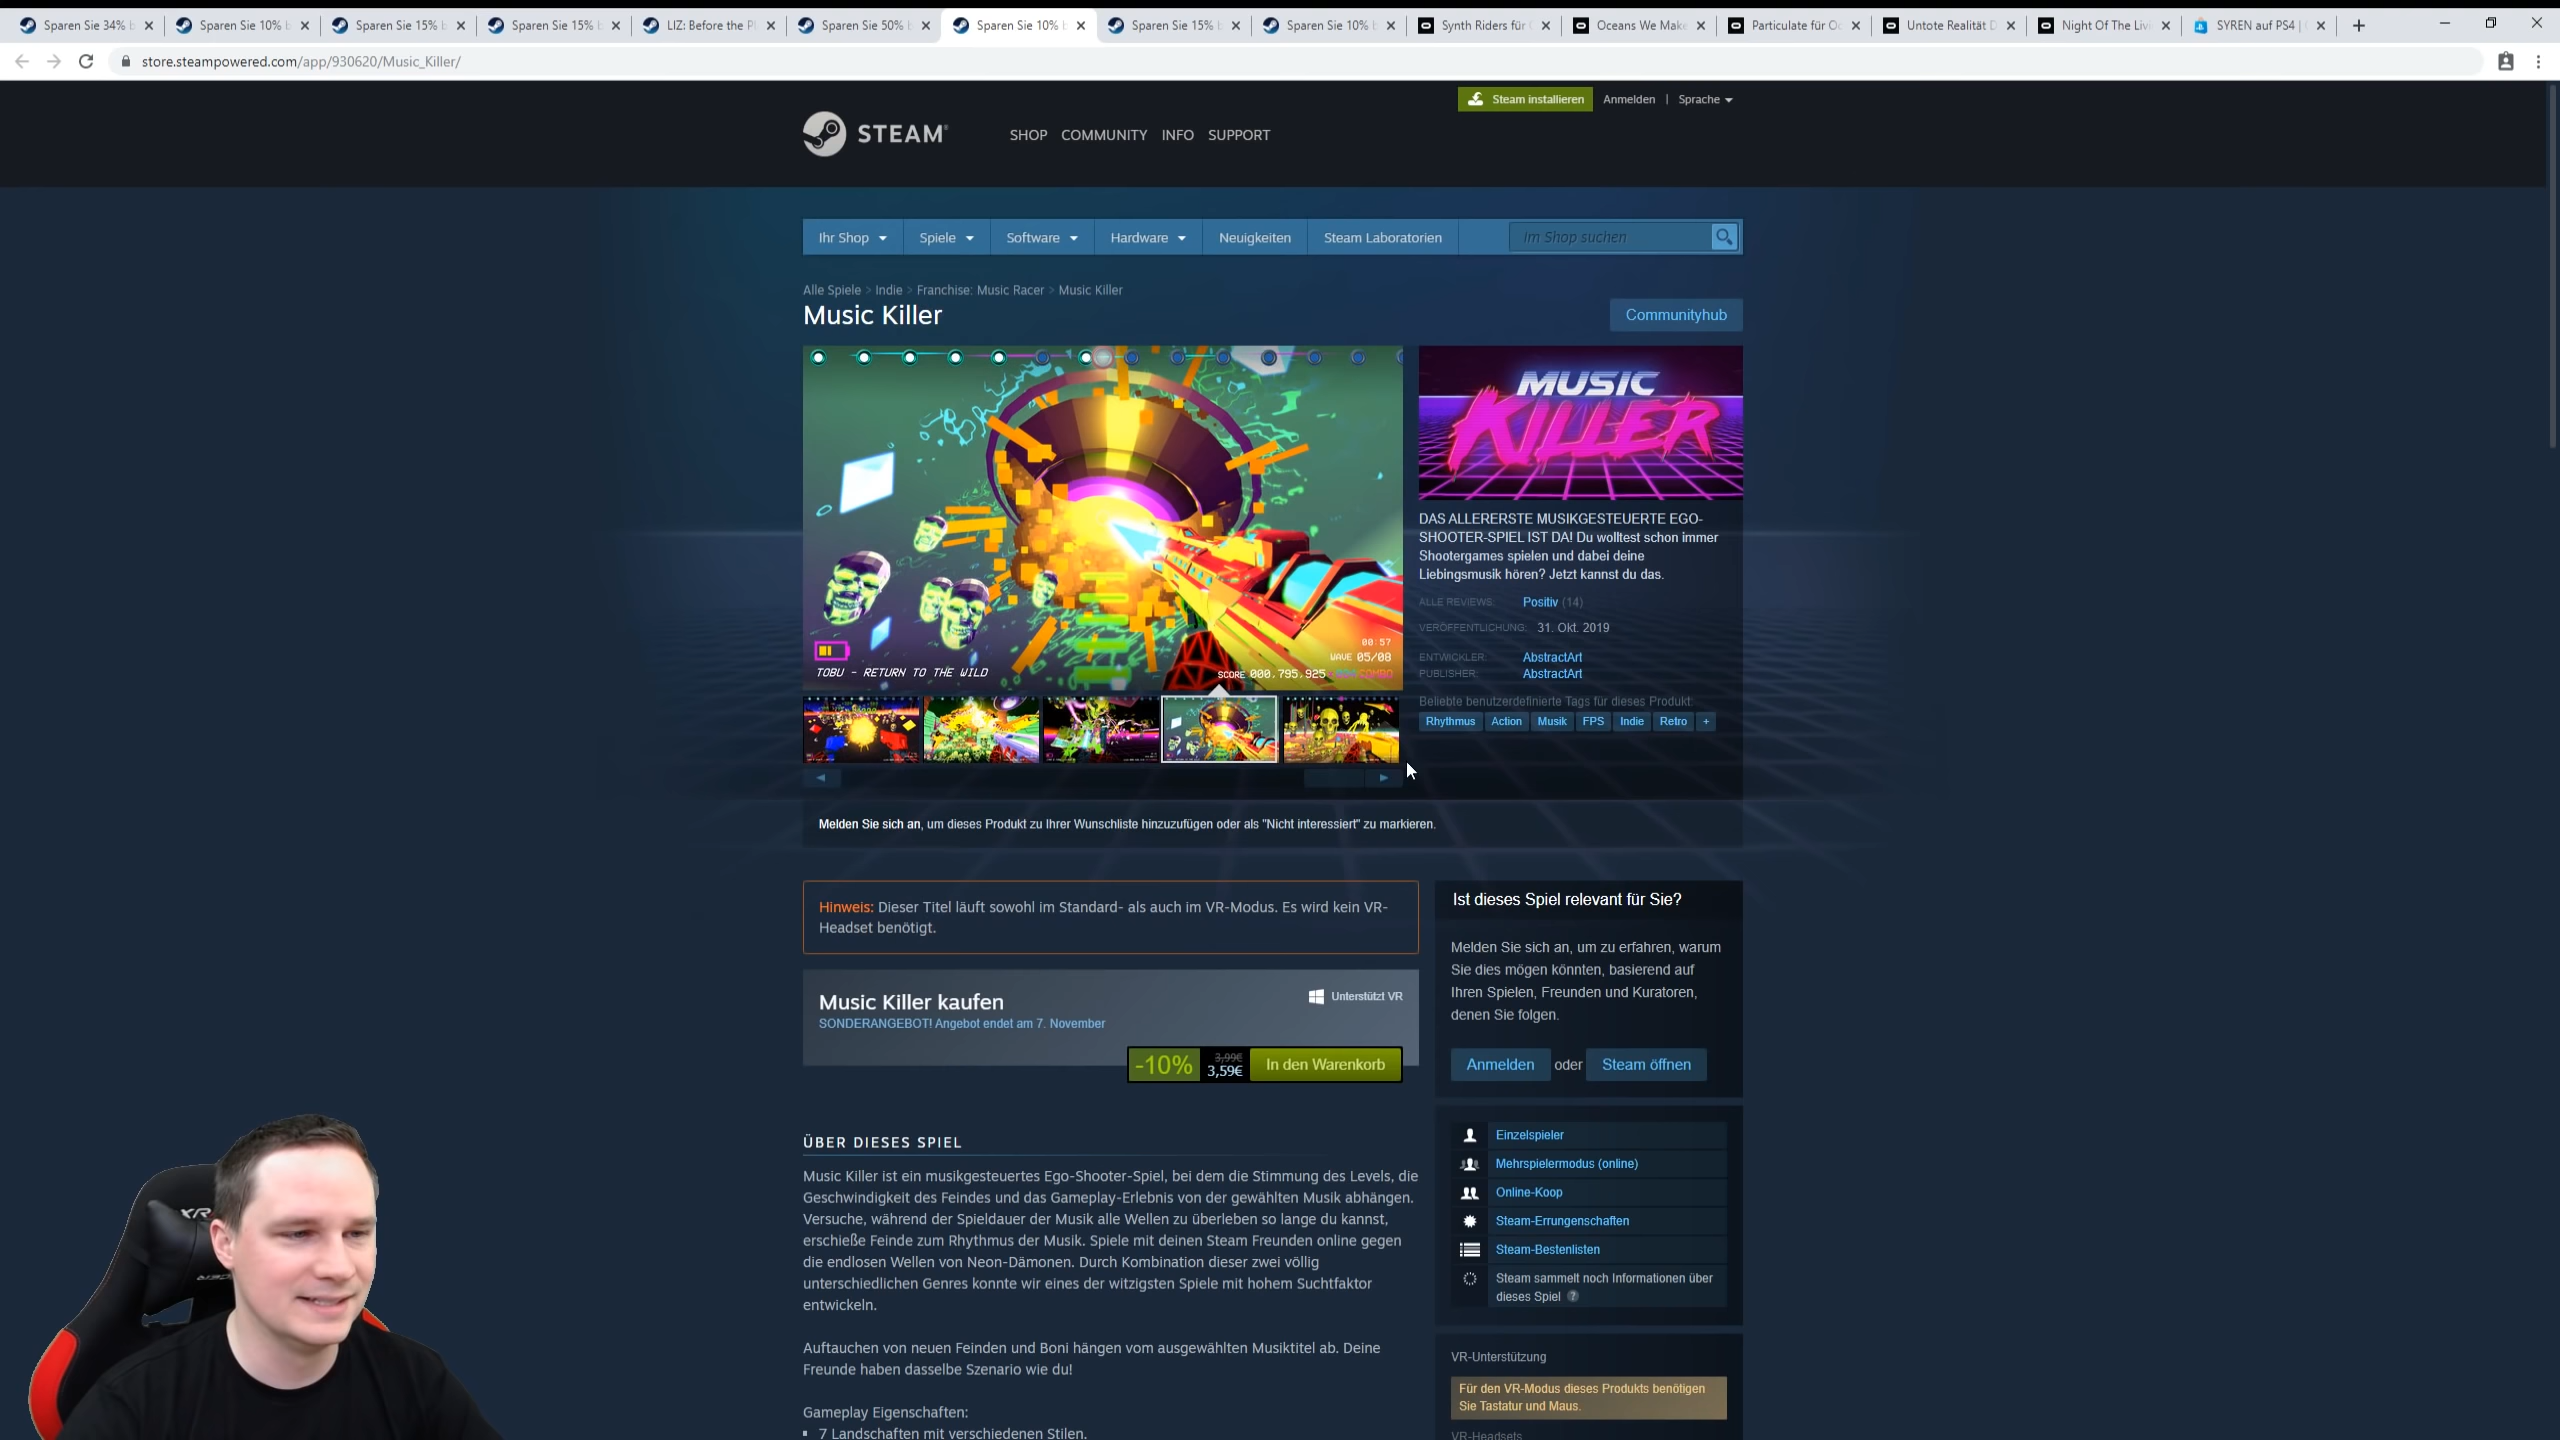 Sparen Sie 34% b
Sparen Sie 10% b
Sparen Sie 15% b
Sparen Sie 15% b
LIZ: Before the Pl
Sparen Sie 50% b
Sparen Sie 10% b
Sparen Sie 15% b
Sparen Sie 10% b
Synth Riders für
Oceans We Make
Particulate für Oc
Untote Realität D
Night Of The Livi
SYREN auf PS4 |
store.steampowered.com/app/930620/Music_Killer/
Steam installieren
Anmelden | Sprache
STEAM
SHOP COMMUNITY INFO SUPPORT
Ihr Shop Spiele Software Hardware Neuigkeiten Steam Laboratorien
Im Shop suchen
Alle Spiele > Indie > Franchise: Music Racer > Music Killer
Music Killer
Communityhub
00:57
WAVE 05/08
TOBU - RETURN TO THE WILD
SCORE 000,795,925
MUSIC
KILLER
DAS ALLERERSTE MUSIKGESTEUERTE EGO-
SHOOTER-SPIEL IST DA! Du wolltest schon immer
Shootergames spielen und dabei deine
Liebingsmusik hören? Jetzt kannst du das.
ALLE REVIEWS: Positiv (14)
VERÖFFENTLICHUNG: 31. Okt. 2019
ENTWICKLER: AbstractArt
PUBLISHER: AbstractArt
Beliebte benutzerdefinierte Tags für dieses Produkt:
Rhythmus Action Musik FPS Indie Retro +
Melden Sie sich an, um dieses Produkt zu Ihrer Wunschliste hinzuzufügen oder als "Nicht interessiert" zu markieren.
Hinweis: Dieser Titel läuft sowohl im Standard- als auch im VR-Modus. Es wird kein VR-
Headset benötigt.
Music Killer kaufen
Unterstützt VR
SONDERANGEBOT! Angebot endet am 7. November
-10%
3,99€
3,59€
In den Warenkorb
ÜBER DIESES SPIEL
Music Killer ist ein musikgesteuertes Ego-Shooter-Spiel, bei dem die Stimmung des Levels, die
Geschwindigkeit des Feindes und das Gameplay-Erlebnis von der gewählten Musik abhängen.
Versuche, während der Spieldauer der Musik alle Wellen zu überleben so lange du kannst,
erschieße Feinde zum Rhythmus der Musik. Spiele mit deinen Steam Freunden online gegen
die endlosen Wellen von Neon-Dämonen. Durch Kombination dieser zwei völlig
unterschiedlichen Genres konnte wir eines der witzigsten Spiele mit hohem Suchtfaktor
entwickeln.
Auftauchen von neuen Feinden und Boni hängen vom ausgewählten Musiktitel ab. Deine
Freunde haben dasselbe Szenario wie du!
Gameplay Eigenschaften:
▪ 7 Landschaften mit verschiedenen Stilen.
Ist dieses Spiel relevant für Sie?
Melden Sie sich an, um zu erfahren, warum
Sie dies mögen könnten, basierend auf
Ihren Spielen, Freunden und Kuratoren,
denen Sie folgen.
Anmelden oder Steam öffnen
Einzelspieler
Mehrspielermodus (online)
Online-Koop
Steam-Errungenschaften
Steam-Bestenlisten
Steam sammelt noch Informationen über
dieses Spiel ?
VR-Unterstützung
Für den VR-Modus dieses Produkts benötigen
Sie Tastatur und Maus.
VR-Headsets